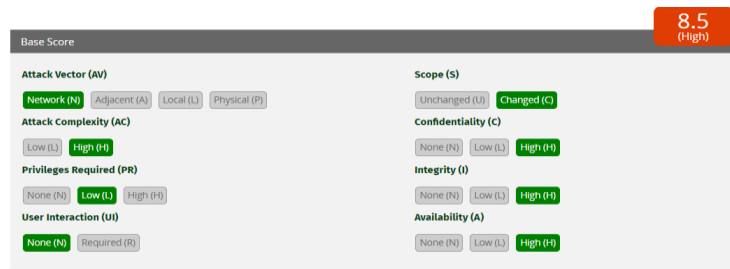 8.5
(High)
Base Score
Attack Vector (AV)
Network (N) Adjacent (A) Local (L) Physical (P)
Attack Complexity (AC)
Low (L) High (H)
Privileges Required (PR)
None (N) Low (L) High (H)
User Interaction (UI)
None (N) Required (R)
Scope (S)
Unchanged (U) Changed (C)
Confidentiality (C)
None (N) Low (L) High (H)
Integrity (I)
None (N) Low (L) High (H)
Availability (A)
None (N) Low (L) High (H)